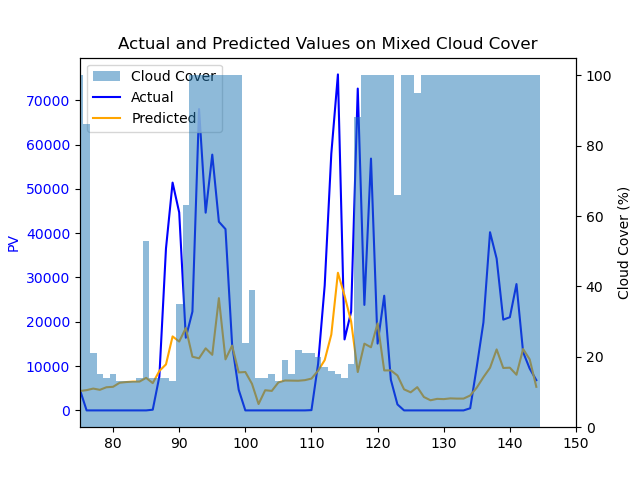 Actual and Predicted Values on Mixed Cloud Cover
Cloud Cover
Actual
Predicted
70000
60000
50000
40000
30000
20000
10000
0
PV
100
80
60
40
20
0
Cloud Cover (%)
80 90 100 110 120 130 140 150